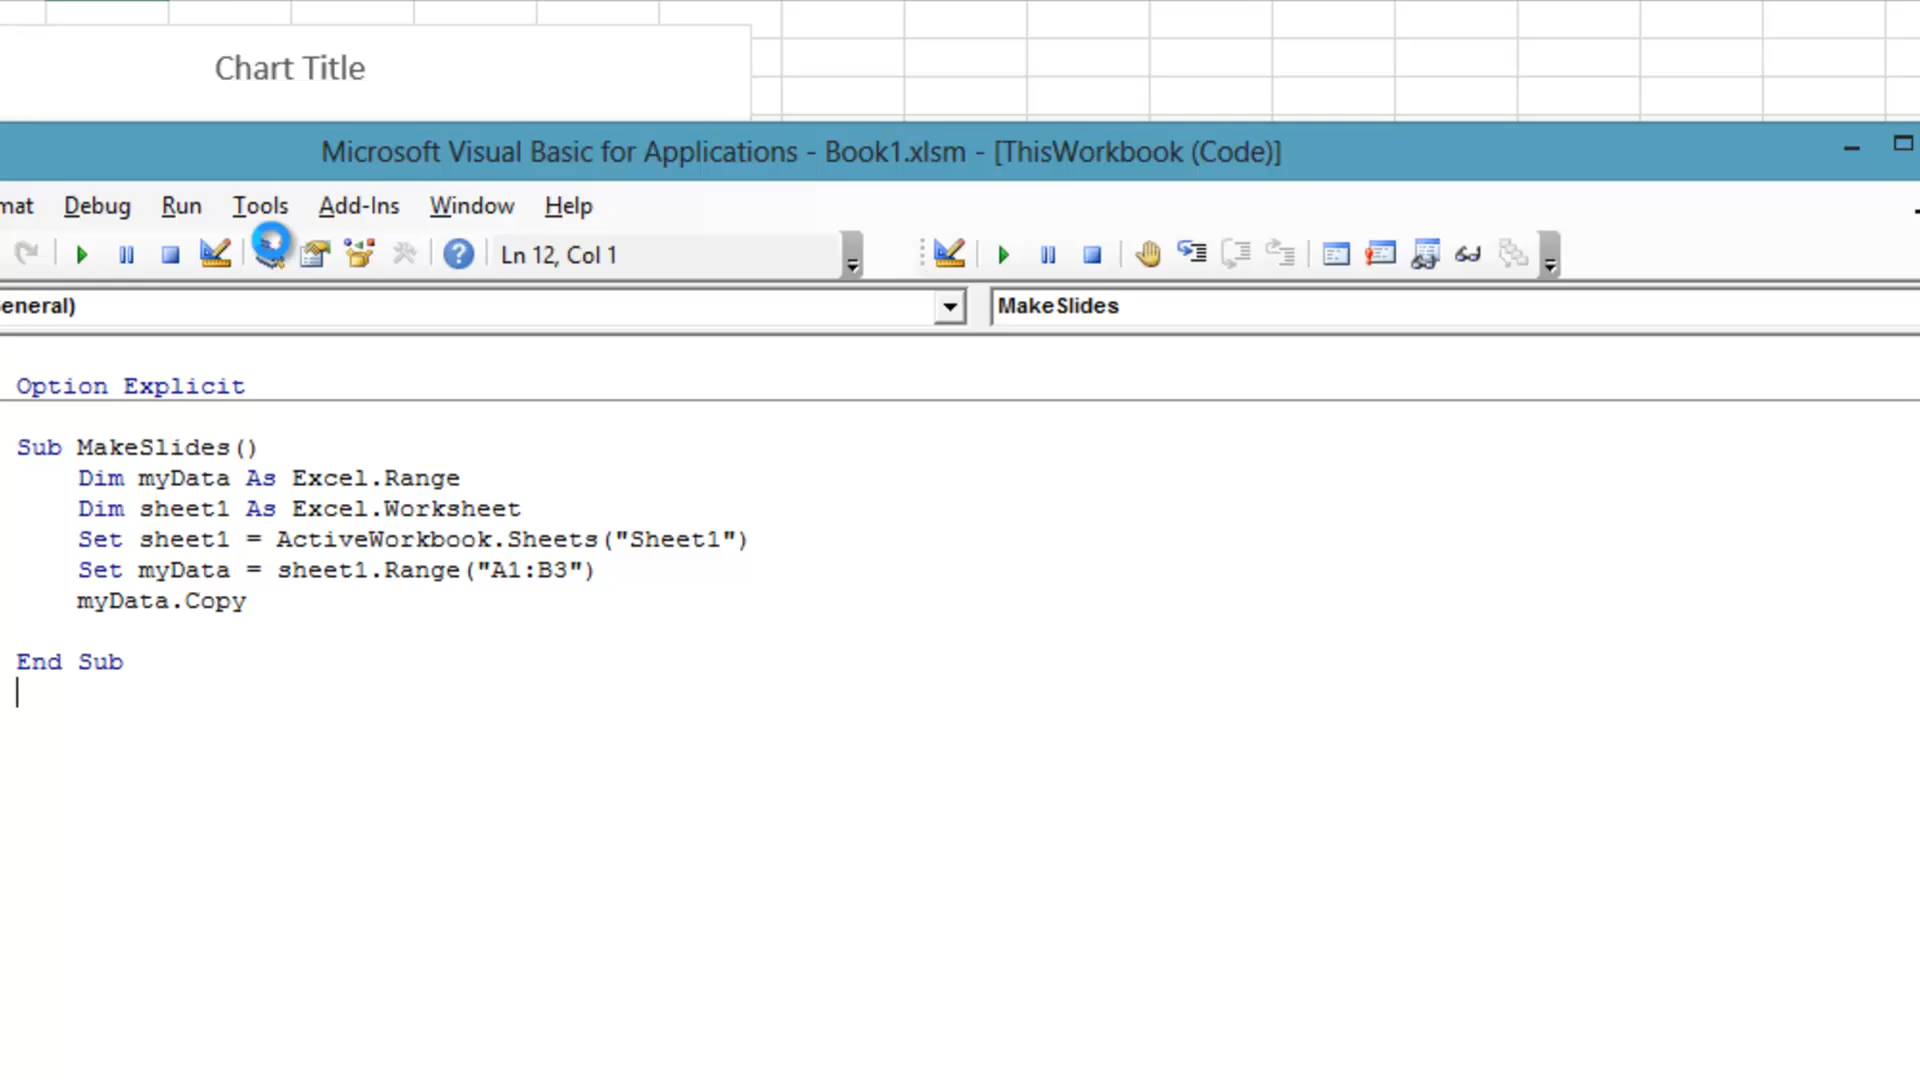 Chart Title
Microsoft Visual Basic for Applications - Book1.xlsm - [ThisWorkbook (Code)]
mat Debug Run Tools Add-Ins Window Help
Ln 12, Col 1
eneral) MakeSlides
Option Explicit
Sub MakeSlides()
Dim myData As Excel.Range
Dim sheet1 As Excel.Worksheet
Set sheet1 = ActiveWorkbook.Sheets("Sheet1")
Set myData = sheet1.Range("A1:B3")
myData.Copy
End Sub